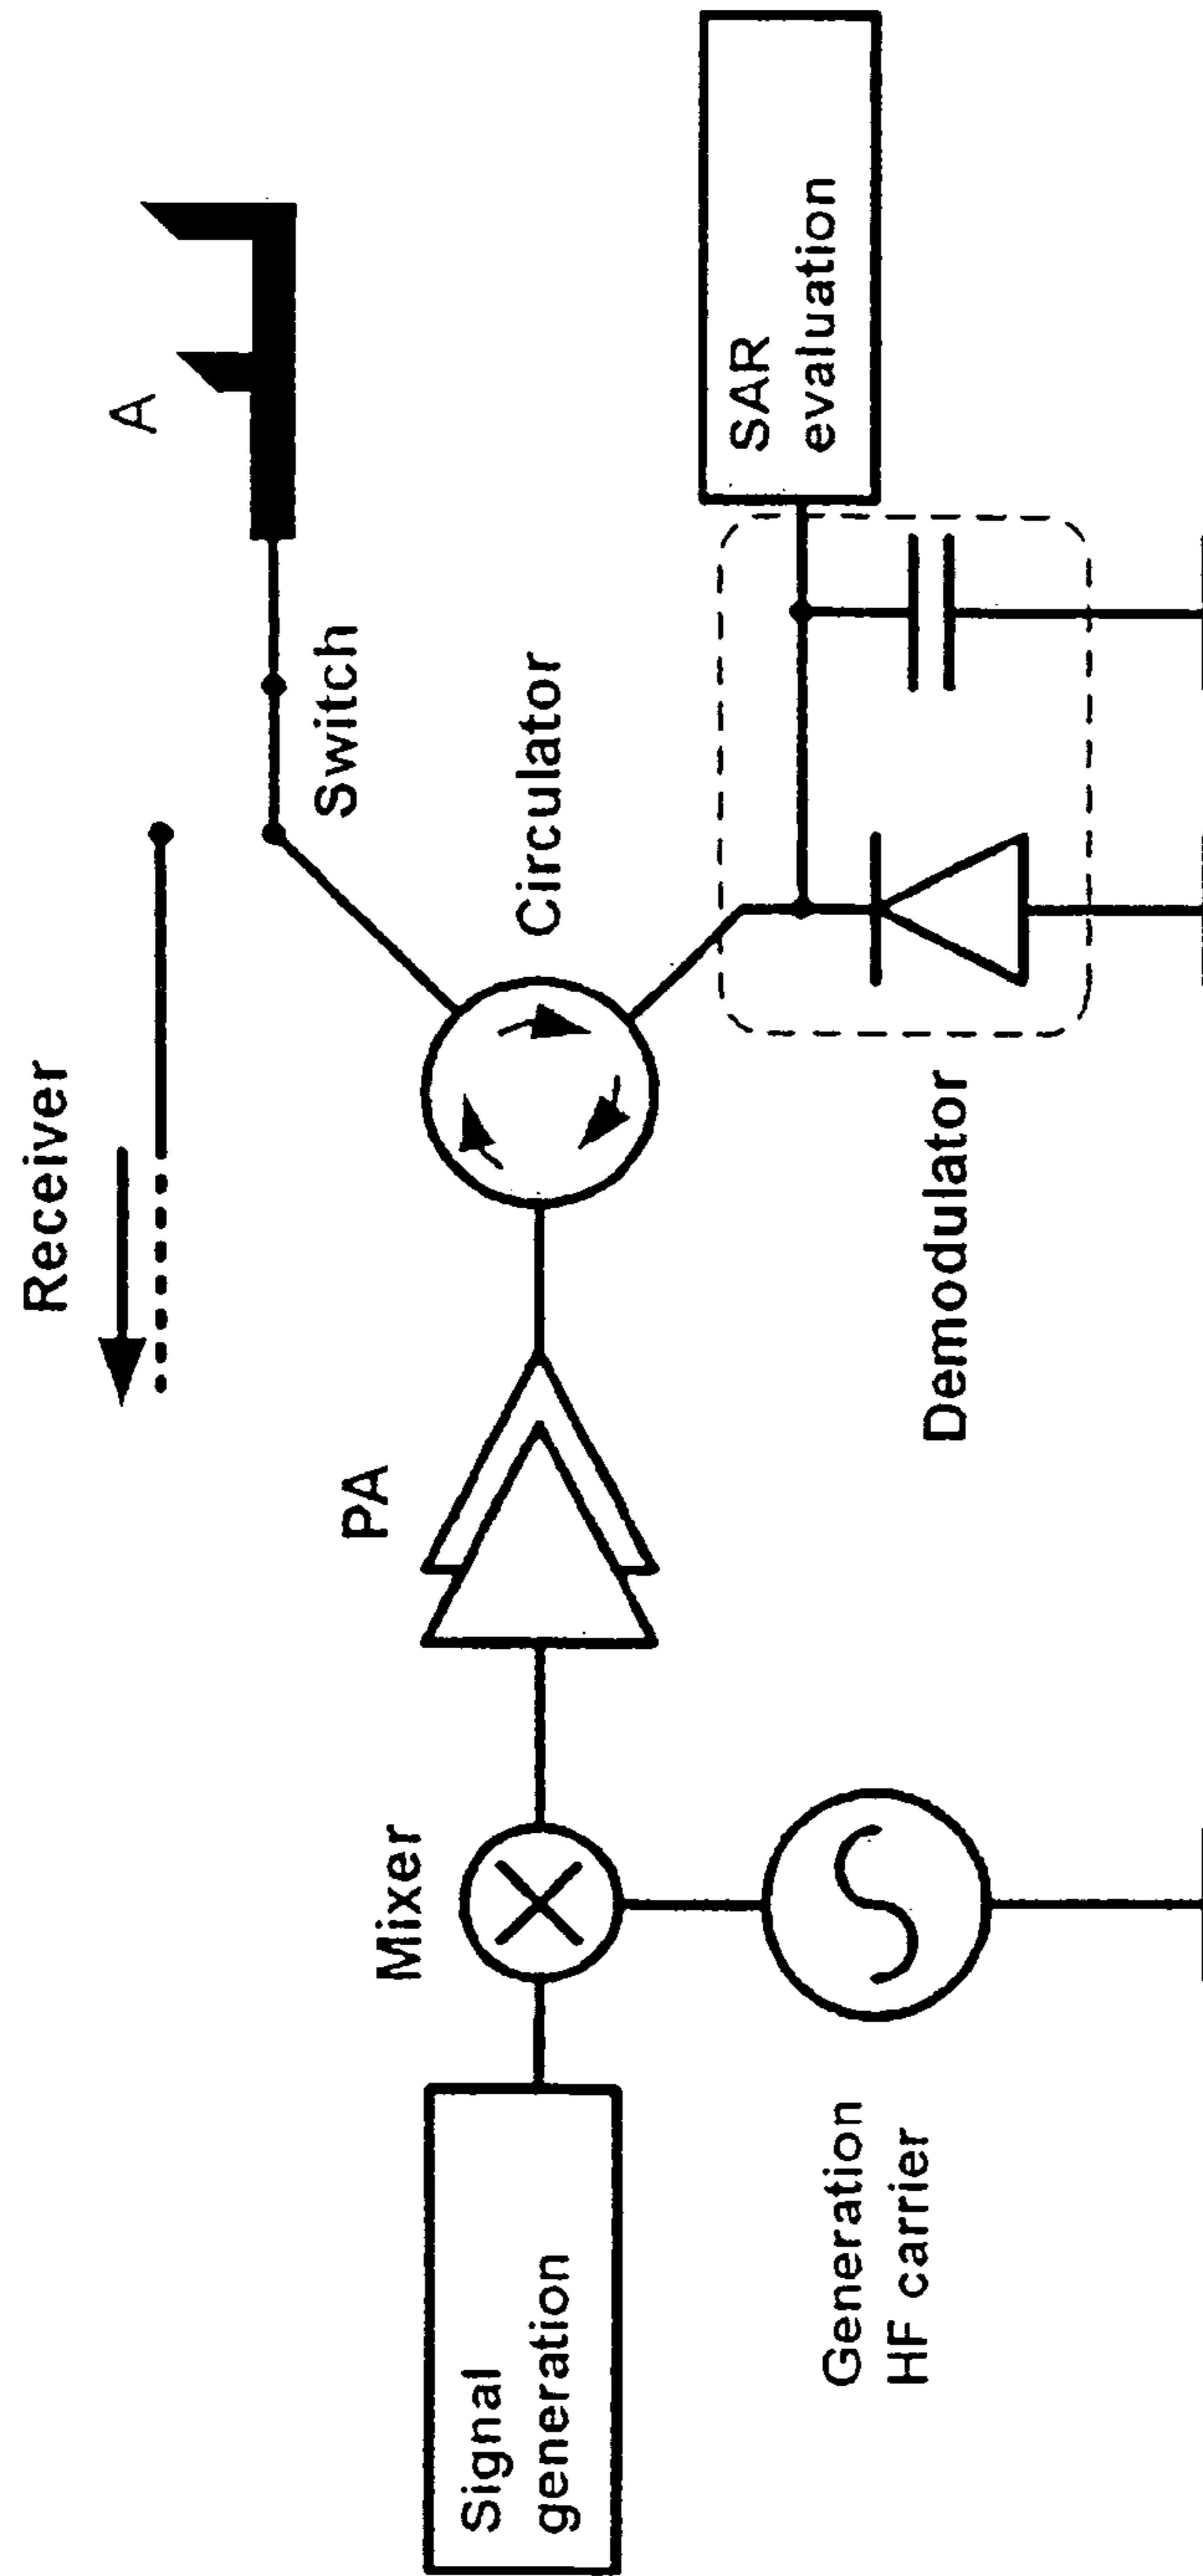 Receiver
A
Switch
PA
Circulator
Mixer
SAR
evaluation
Signal
generation
Demodulator
Generation
HF carrier